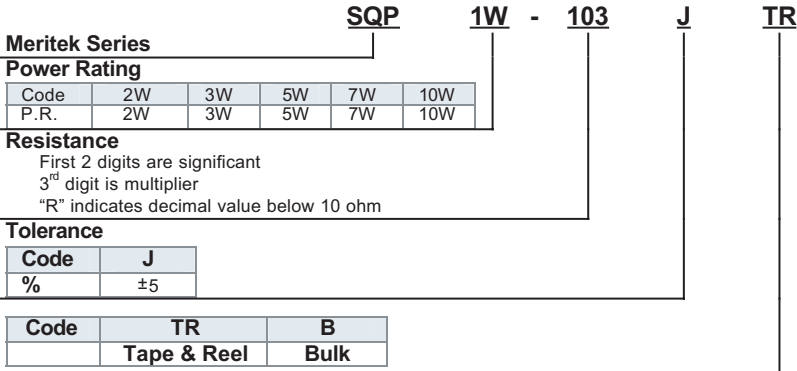 SQP 1W - 103 J TR
Meritek Series
Power Rating
Code 2W 3W 5W 7W 10W
P.R. 2W 3W 5W 7W 10W
Resistance
First 2 digits are significant
3rd digit is multiplier
“R” indicates decimal value below 10 ohm
Tolerance
Code J
% ±5
Code TR B
Tape & Reel Bulk